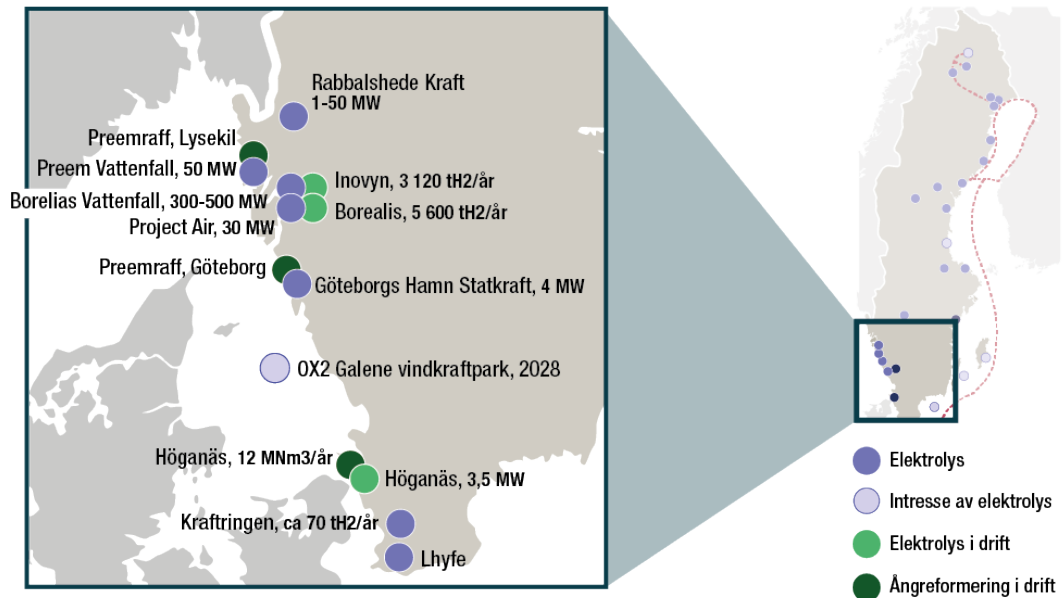 Rabbalshede Kraft
1-50 MW
Preemraff, Lysekil
Preem Vattenfall, 50 MW
Inovyn, 3 120 tH2/år
Borelias Vattenfall, 300-500 MW
Borealis, 5 600 tH2/år
Project Air, 30 MW
Preemraff, Göteborg
Göteborgs Hamn Statkraft, 4 MW
OX2 Galene vindkraftpark, 2028
Höganäs, 12 MNm3/år
Höganäs, 3,5 MW
Kraftringen, ca 70 tH2/år
Lhyfe
Elektrolys
Intresse av elektrolys
Elektrolys i drift
Ångreformering i drift